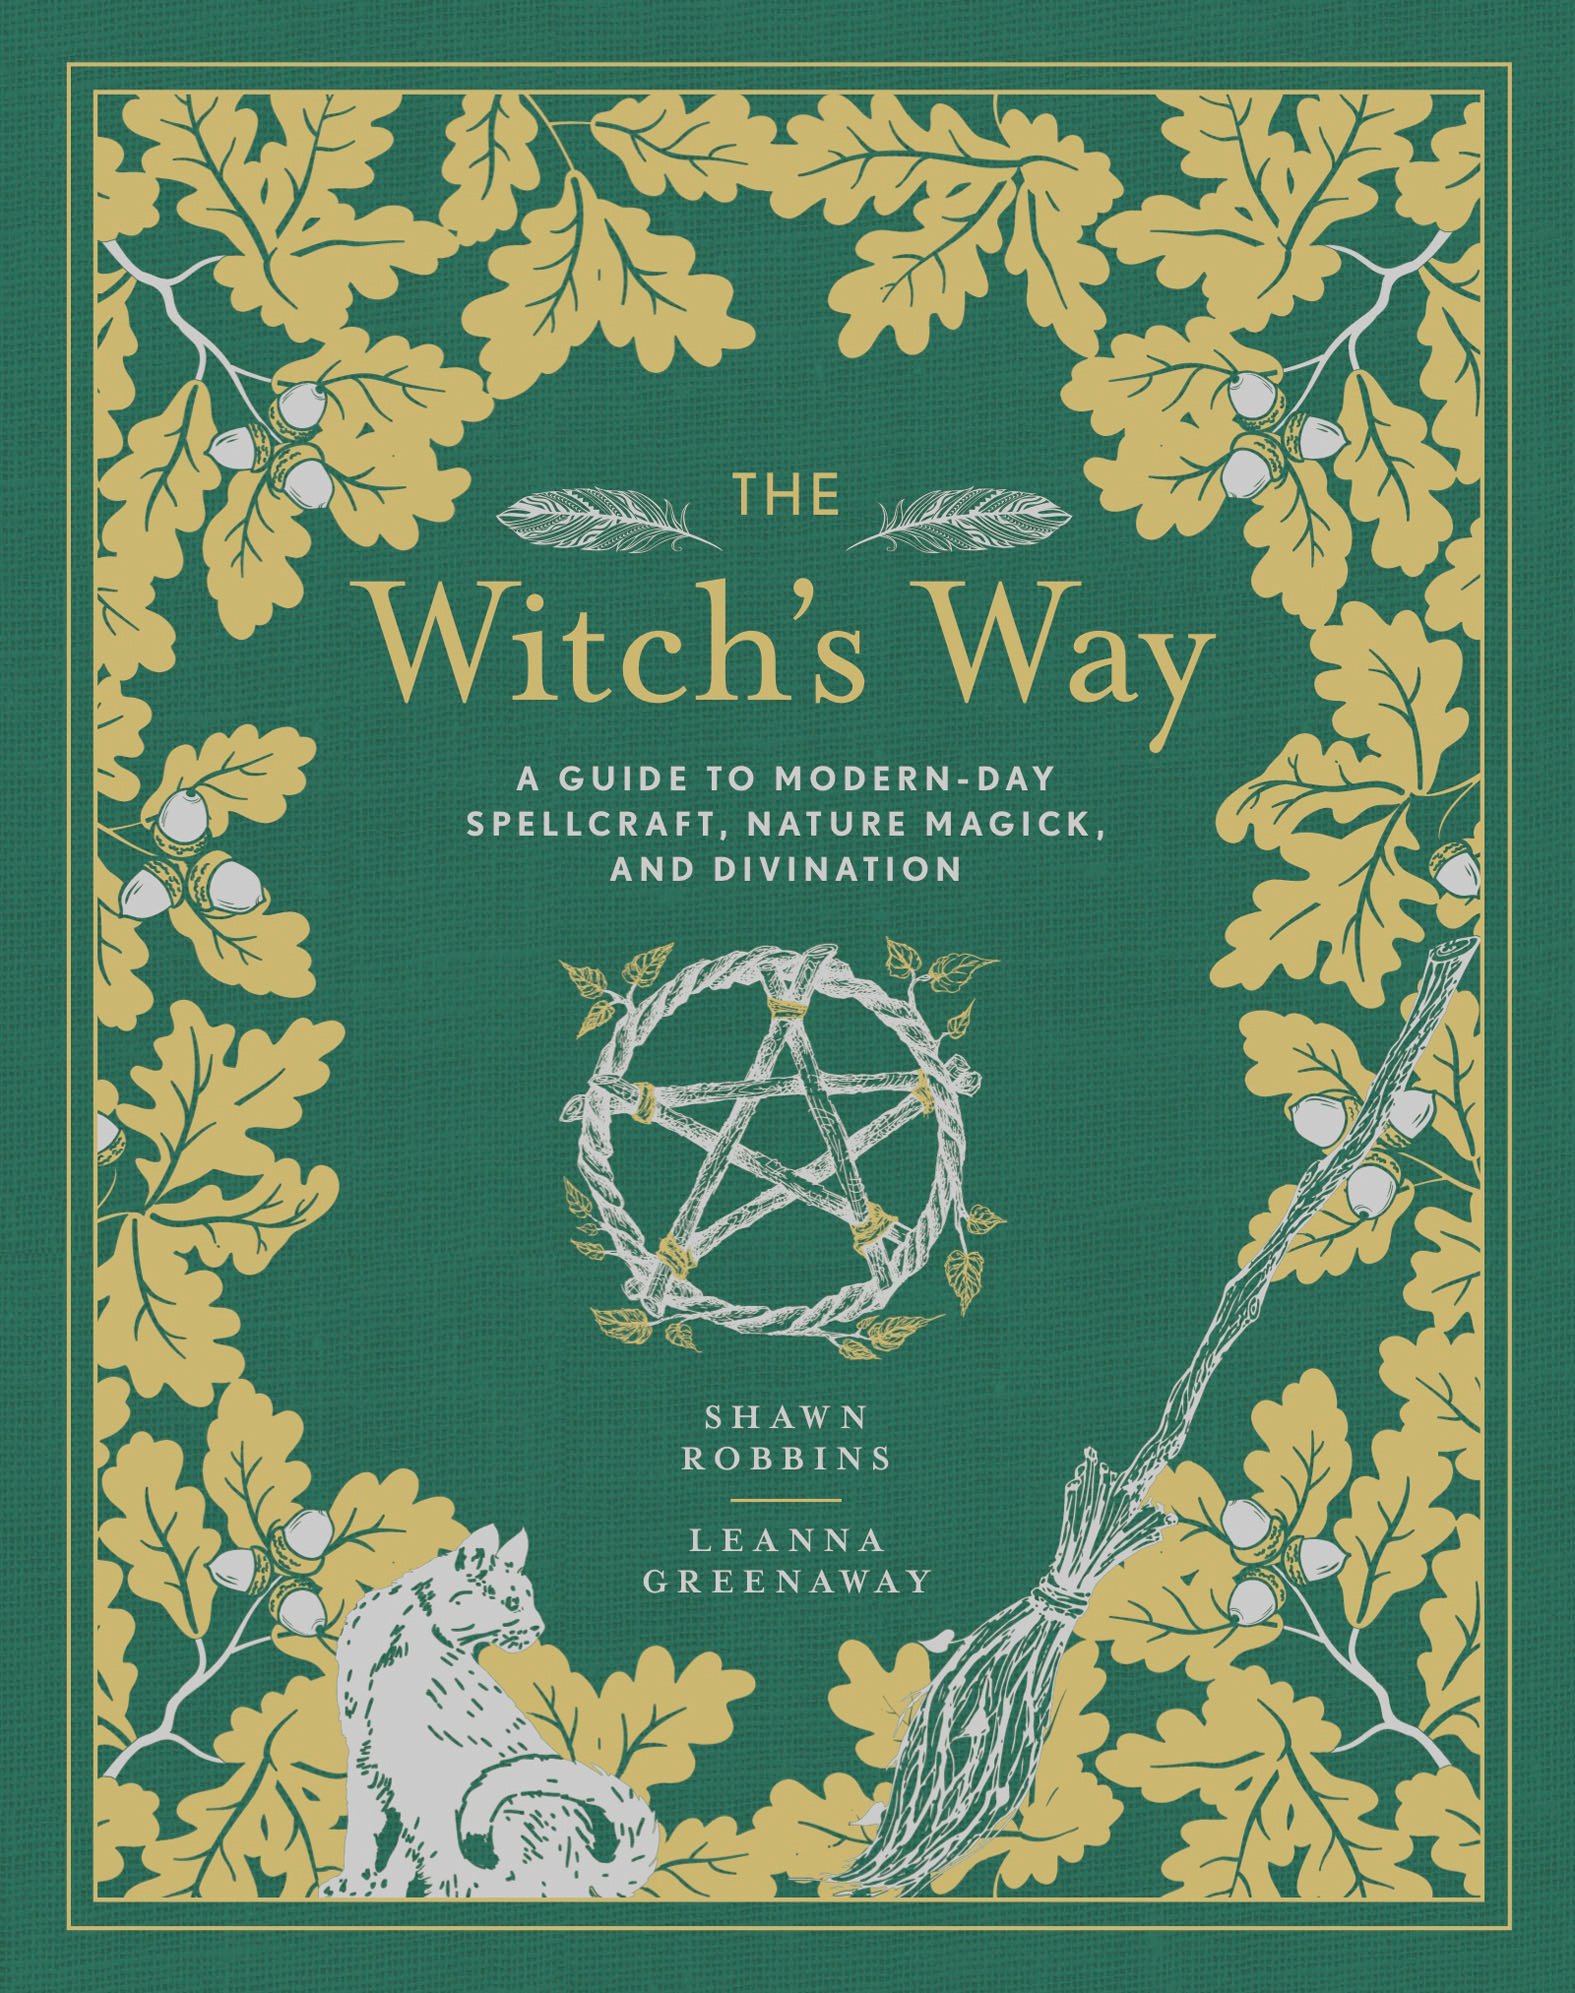 THE
Witch's Way
A GUIDE TO MODERN-DAY
SPELLCRAFT, NATURE MAGICK,
AND DIVINATION
SHAWN
ROBBINS
LEANNA
GREENAWAY